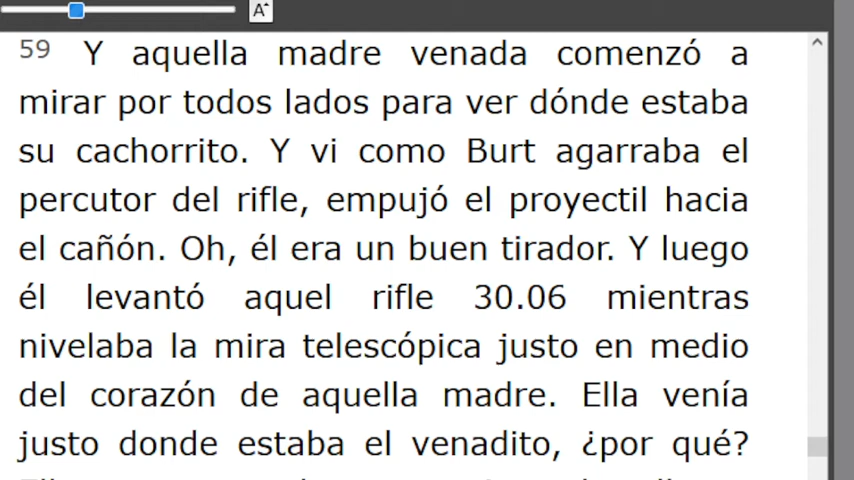 A
59 Y aquella madre venada comenzó a
mirar por todos lados para ver dónde estaba
su cachorrito. Y vi como Burt agarraba el
percutor del rifle, empujó el proyectil hacia
el cañón. Oh, él era un buen tirador. Y luego
él levantó aquel rifle 30.06 mientras
nivelaba la mira telescópica justo en medio
del corazón de aquella madre. Ella venía
justo donde estaba el venadito, ¿por qué?